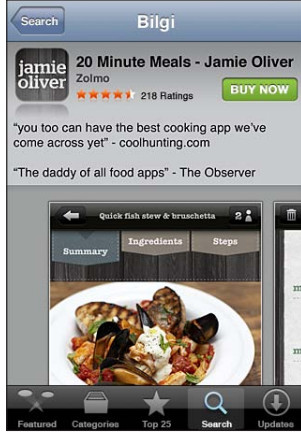 Search
Bilgi
jamie
oliver
20 Minute Meals - Jamie Oliver
Zolmo
218 Ratings
BUY NOW
“you too can have the best cooking app we've
come across yet” - coolhunting.com
“The daddy of all food apps” - The Observer
Quick fish stew & bruschetta
2
Summary
Ingredients
Steps
Featured
Categories
Top 25
Search
Updates